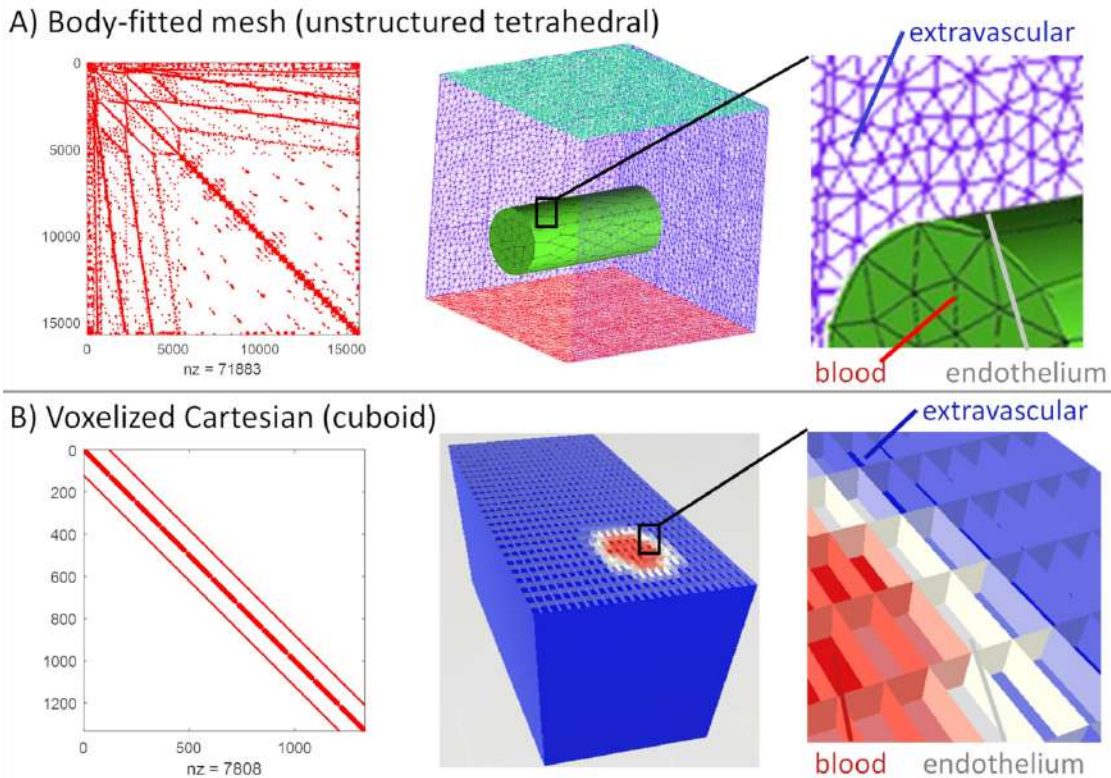 A) Body-fitted mesh (unstructured tetrahedral)
extravascular
0
5000
10000
15000
0 5000 10000 15000
nz = 71883
blood endothelium
B) Voxelized Cartesian (cuboid)
extravascular
0
200
400
600
800
1000
1200
0 500 1000
nz = 7808
blood endothelium